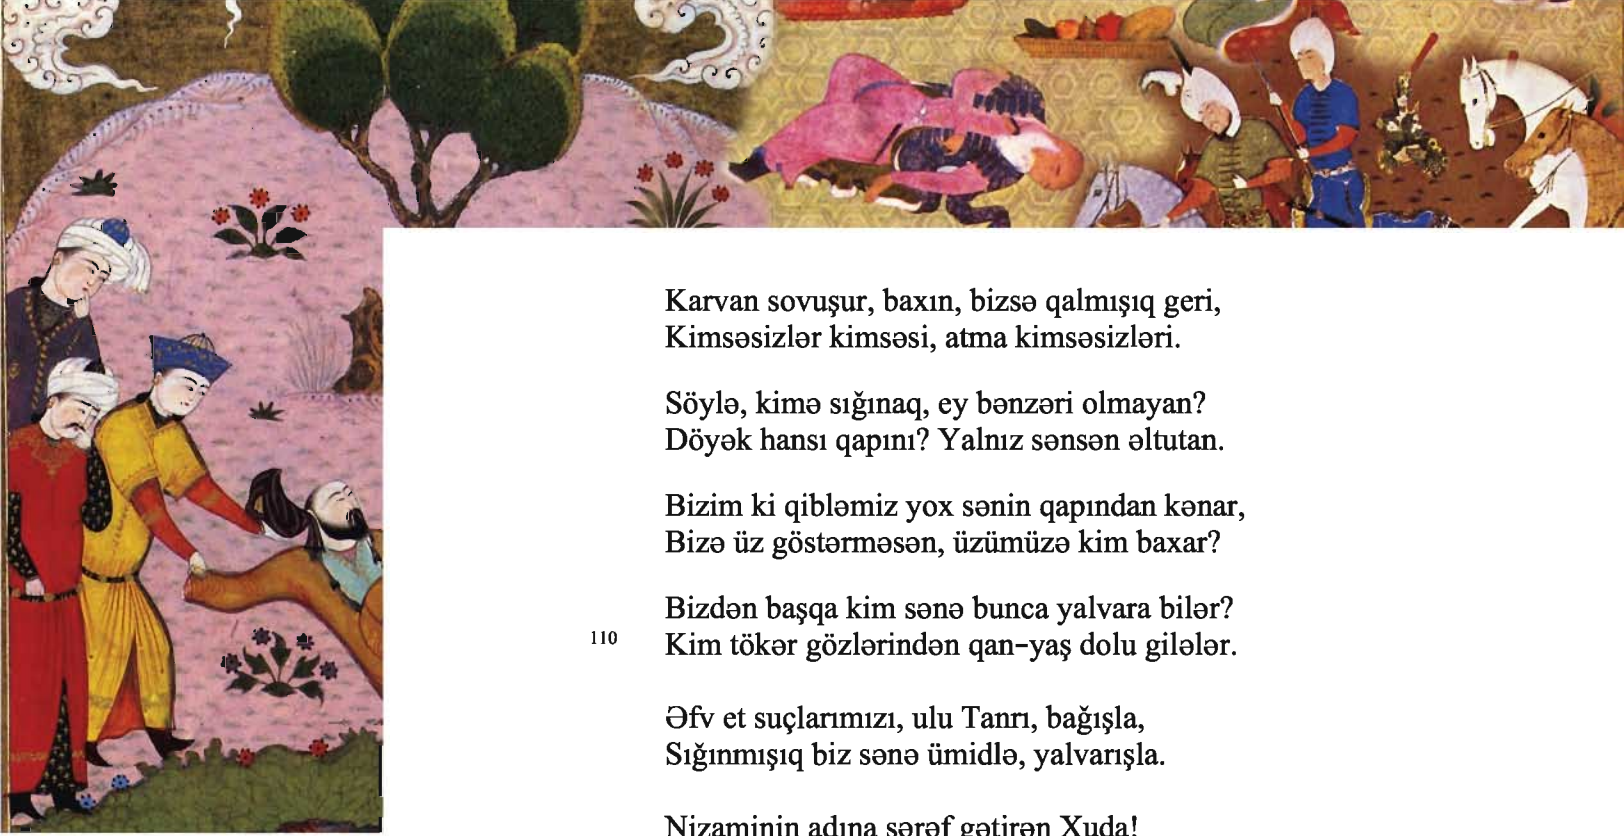 Karvan sovuşur, baxın, bizsə qalmışıq geri,
Kimsəsizlər kimsəsi, atma kimsəsizləri.
Söylə, kimə sığınaq, ey bənzəri olmayan?
Döyək hansı qapını? Yalnız sənsən əltutan.
Bizim ki qibləmiz yox sənin qapından kənar,
Bizə üz göstərməsən, üzümüzə kim baxar?
Bizdən başqa kim sənə bunca yalvara bilər?
110 Kim tökər gözlərindən qan-yaş dolu gilələr.
Əfv et suçlarımızı, ulu Tanrı, bağışla,
Sığınmışıq biz sənə ümidlə, yalvarışla.
Nizaminin adına şərəf gətirən Xuda!